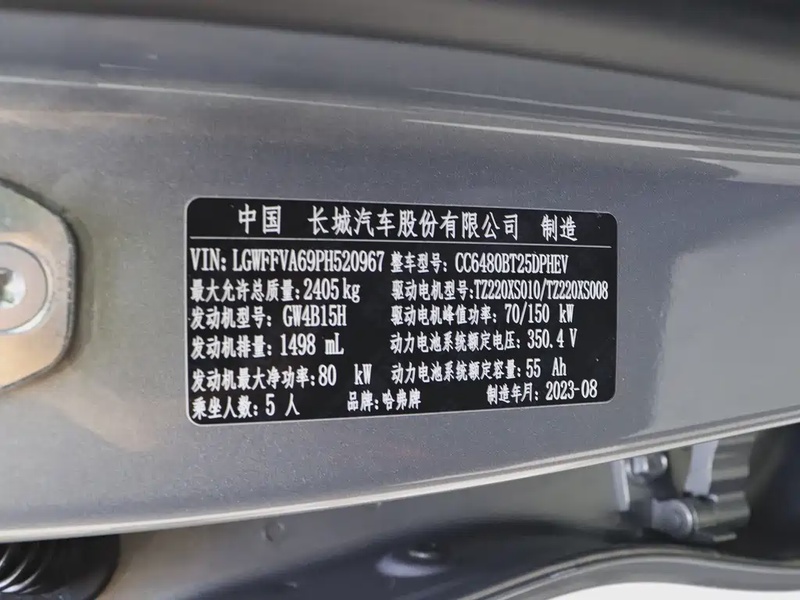 中国 长城汽车股份有限公司 制造
VIN: LGWFFVA69PH520967 整车型号: CC6480BT25DPHEV
最大允许总质量: 2405 kg 驱动电机型号: TZ220XS010/TZ220XS008
发动机型号: GW4B15H 驱动电机峰值功率: 70/150 kW
发动机排量: 1498 mL 动力电池系统额定电压: 350.4 V
发动机最大净功率: 80 kW 动力电池系统额定容量: 55 Ah
乘坐人数: 5 人 品牌: 哈弗牌 制造年月: 2023-08